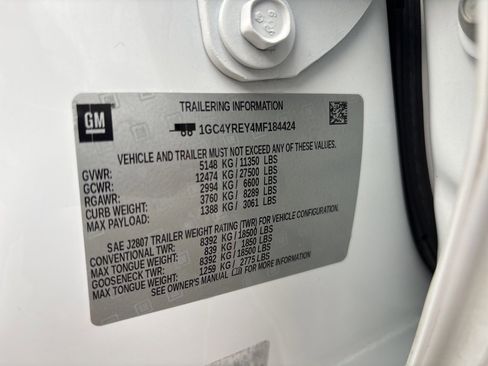 GM
TRAILERING INFORMATION
1GC4YREY4MF184424
VEHICLE AND TRAILER MUST NOT EXCEED ANY OF THESE VALUES.
GVWR: 5148 KG / 11350 LBS
GCWR: 12474 KG / 27500 LBS
RGAWR: 2994 KG / 6600 LBS
CURB WEIGHT: 3760 KG / 8289 LBS
MAX PAYLOAD: 1388 KG / 3061 LBS
SAE J2807 TRAILER WEIGHT RATING (TWR) FOR VEHICLE CONFIGURATION.
CONVENTIONAL TWR: 8392 KG / 18500 LBS
MAX TONGUE WEIGHT: 839 KG / 1850 LBS
GOOSENECK TWR: 8392 KG / 18500 LBS
MAX TONGUE WEIGHT: 1259 KG / 2775 LBS
SEE OWNER'S MANUAL FOR MORE INFORMATION